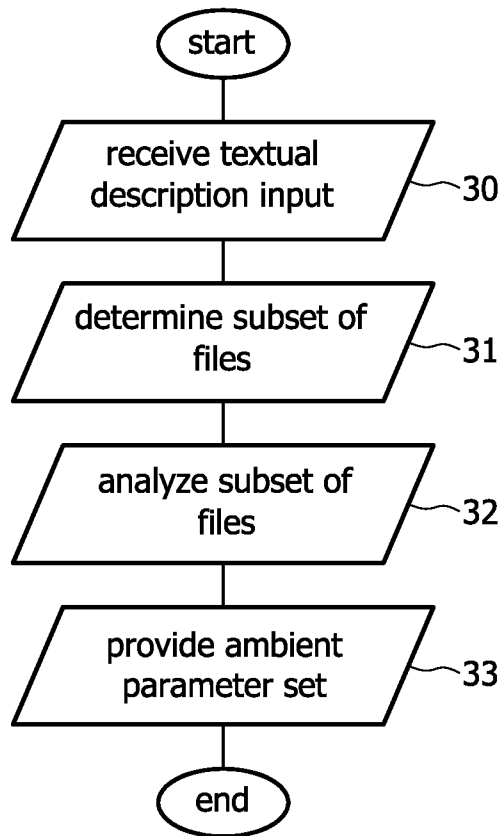 start
receive textual
description input
30
determine subset of
files
31
analyze subset of
files
32
provide ambient
parameter set
33
end